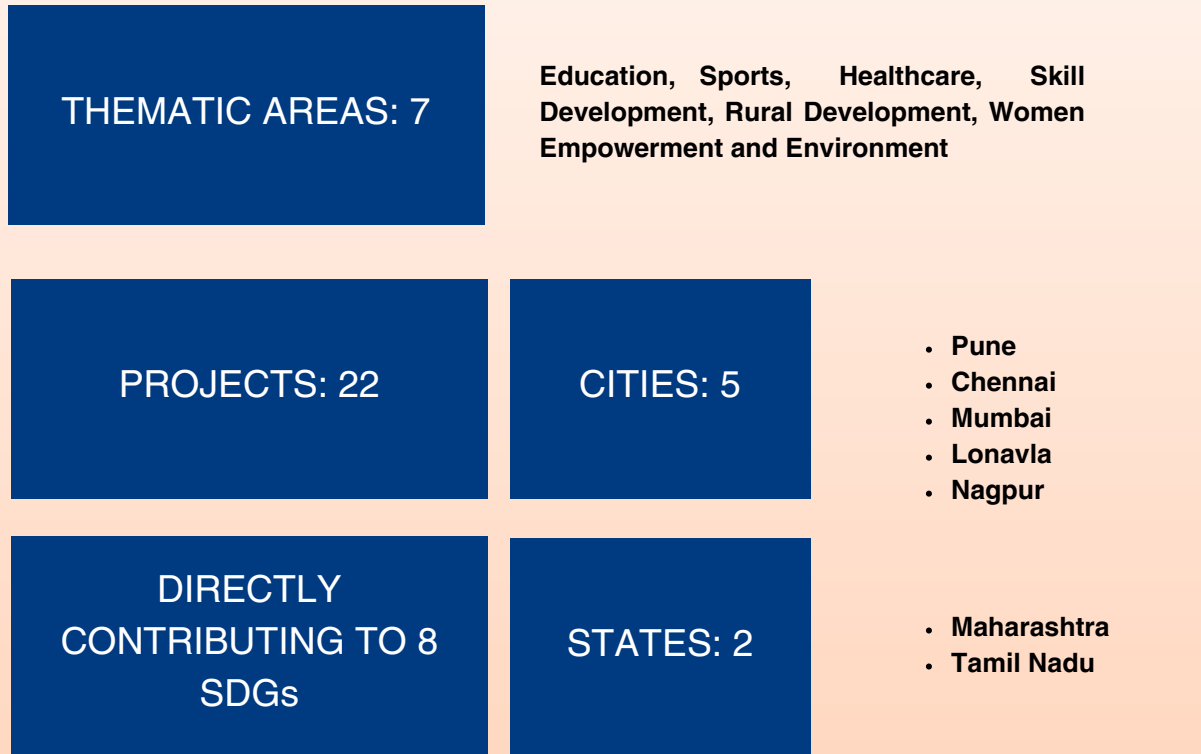 THEMATIC AREAS: 7
Education, Sports, Healthcare, Skill
Development, Rural Development, Women
Empowerment and Environment
PROJECTS: 22
CITIES: 5
• Pune
• Chennai
• Mumbai
• Lonavla
• Nagpur
DIRECTLY
CONTRIBUTING TO 8
SDGs
STATES: 2
• Maharashtra
• Tamil Nadu